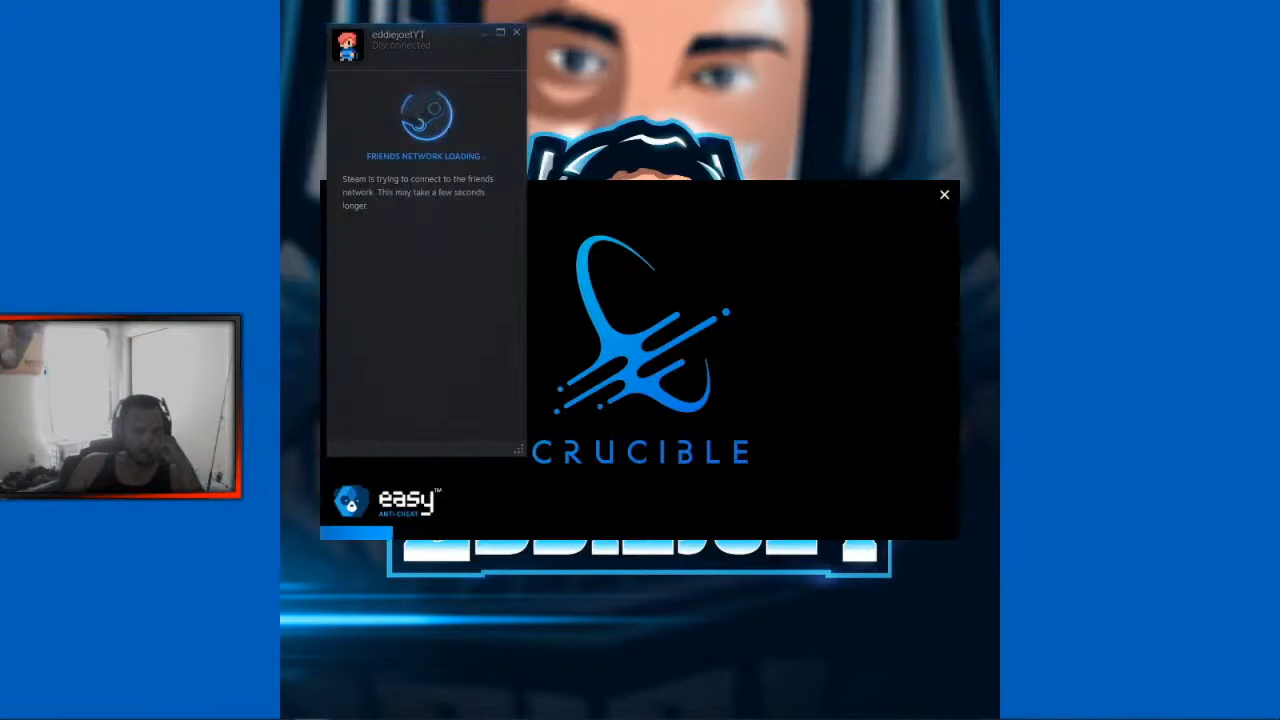 eddiejoetYT
Disconnected
FRIENDS NETWORK LOADING
Steam is trying to connect to the friends
network. This may take a few seconds
longer.
CRUCIBLE
easy™
ANTI-CHEAT